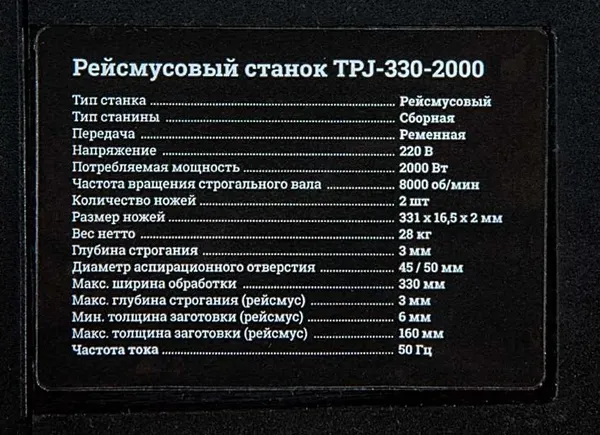 Рейсмусовый станок TPJ-330-2000
Тип станка Рейсмусовый
Тип станины Сборная
Передача Ременная
Напряжение 220 В
Потребляемая мощность 2000 Вт
Частота вращения строгального вала 8000 об/мин
Количество ножей 2 шт
Размер ножей 331 х 16,5 х 2 мм
Вес нетто 28 кг
Глубина строгания 3 мм
Диаметр аспирационного отверстия 45 / 50 мм
Макс. ширина обработки 330 мм
Макс. глубина строгания (рейсмус) 3 мм
Мин. толщина заготовки (рейсмус) 6 мм
Макс. толщина заготовки (рейсмус) 160 мм
Частота тока 50 Гц